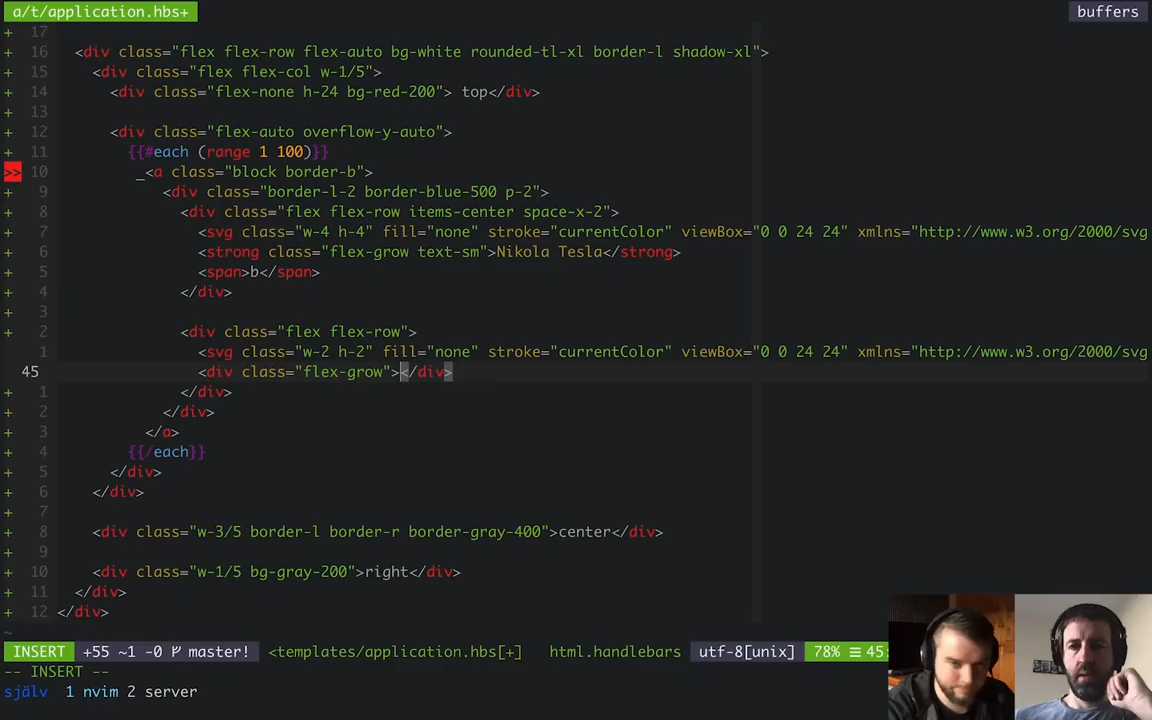 a/t/application.hbs+ buffers
+ 17
+ 16 <div class="flex flex-row flex-auto bg-white rounded-tl-xl border-l shadow-xl">
+ 15 <div class="flex flex-col w-1/5">
+ 14 <div class="flex-none h-24 bg-red-200"> top</div>
+ 13
+ 12 <div class="flex-auto overflow-y-auto">
+ 11 {{#each (range 1 100)}}
>> 10 _<a class="block border-b">
+ 9 <div class="border-l-2 border-blue-500 p-2">
+ 8 <div class="flex flex-row items-center space-x-2">
+ 7 <svg class="w-4 h-4" fill="none" stroke="currentColor" viewBox="0 0 24 24" xmlns="http://www.w3.org/2000/svg
+ 6 <strong class="flex-grow text-sm">Nikola Tesla</strong>
+ 5 <span>b</span>
+ 4 </div>
+ 3
+ 2 <div class="flex flex-row">
1 <svg class="w-2 h-2" fill="none" stroke="currentColor" viewBox="0 0 24 24" xmlns="http://www.w3.org/2000/svg
45 <div class="flex-grow"></div>
+ 1 </div>
+ 2 </div>
+ 3 </a>
+ 4 {{/each}}
+ 5 </div>
+ 6 </div>
+ 7
+ 8 <div class="w-3/5 border-l border-r border-gray-400">center</div>
+ 9
+ 10 <div class="w-1/5 bg-gray-200">right</div>
+ 11 </div>
+ 12 </div>
~
INSERT +55 ~1 -0 master! <templates/application.hbs[+] html.handlebars utf-8[unix] 78% ≡ 45:
-- INSERT --
själv 1 nvim 2 server